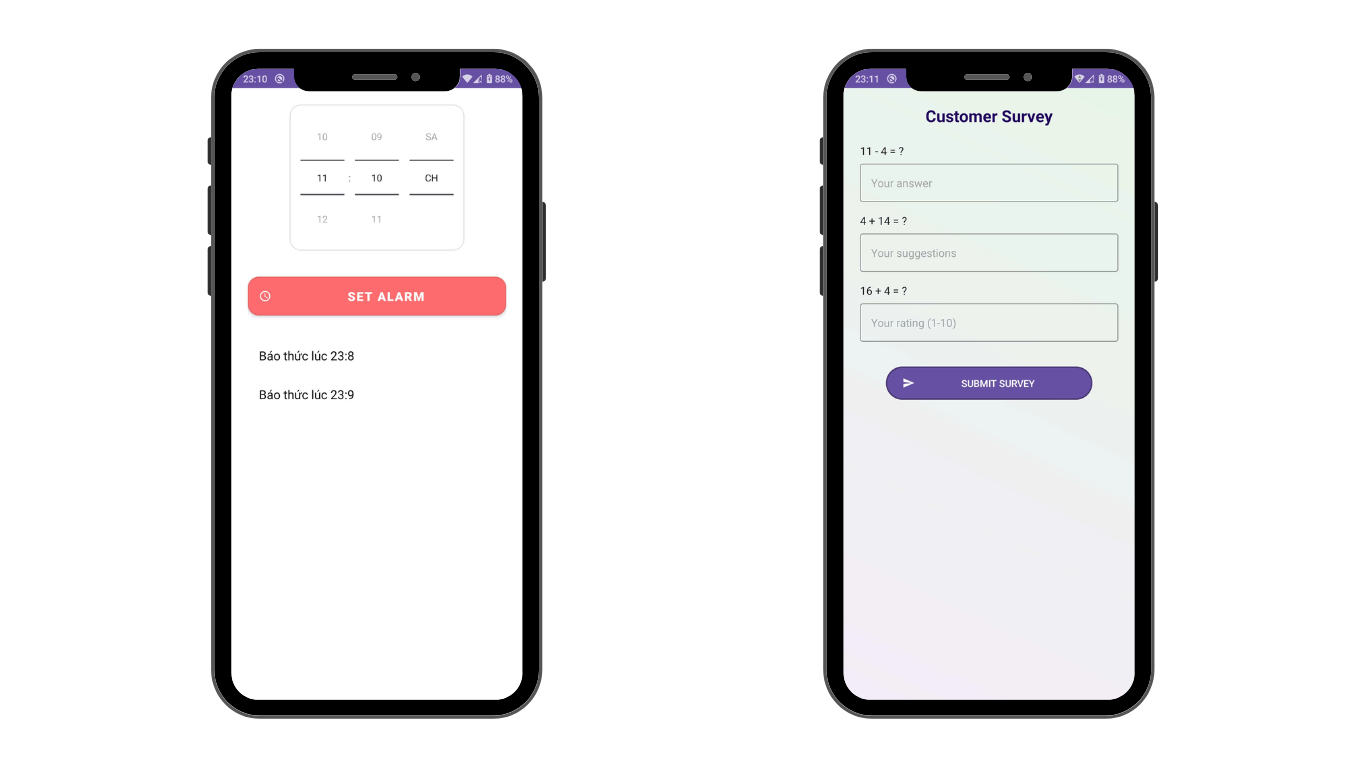 23:10 88%
10 09 SA
11 : 10 CH
12 11
SET ALARM
Báo thức lúc 23:8
Báo thức lúc 23:9
23:11 88%
Customer Survey
11 - 4 = ?
Your answer
4 + 14 = ?
Your suggestions
16 + 4 = ?
Your rating (1-10)
SUBMIT SURVEY